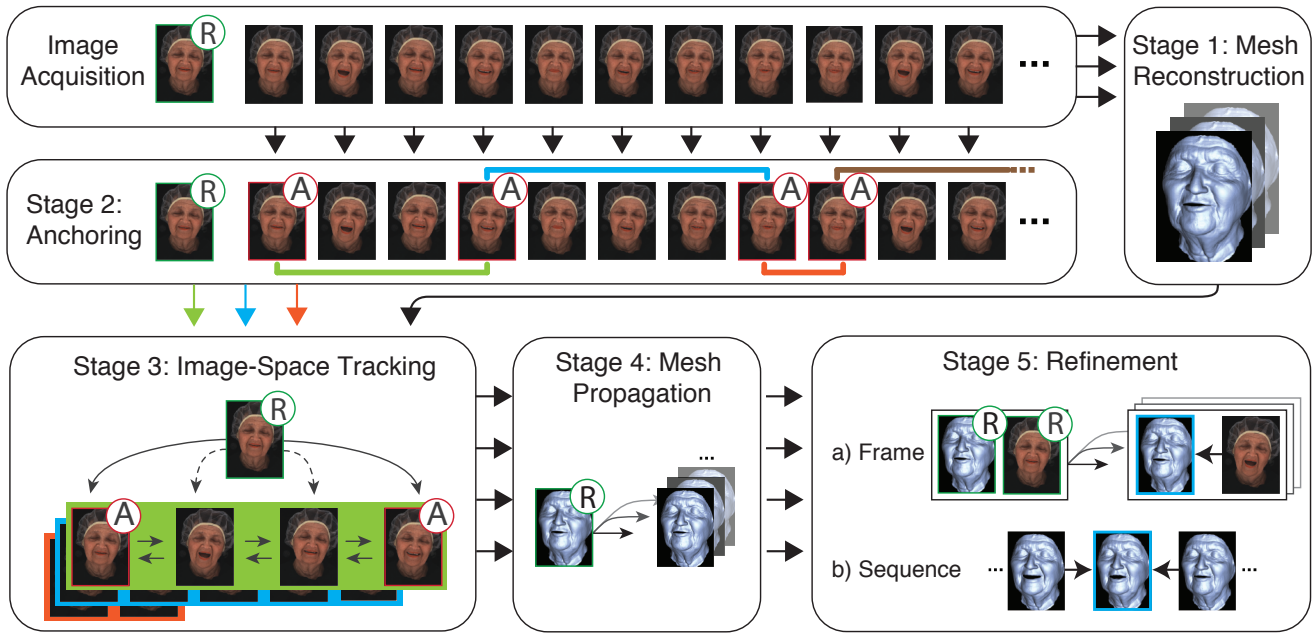 Image
Acquisition
R
...
Stage 1: Mesh
Reconstruction
Stage 2:
Anchoring
R
A
A
A
A
...
Stage 3: Image-Space Tracking
R
A
A
Stage 4: Mesh
Propagation
R
...
Stage 5: Refinement
a) Frame
R
R
b) Sequence
...
...